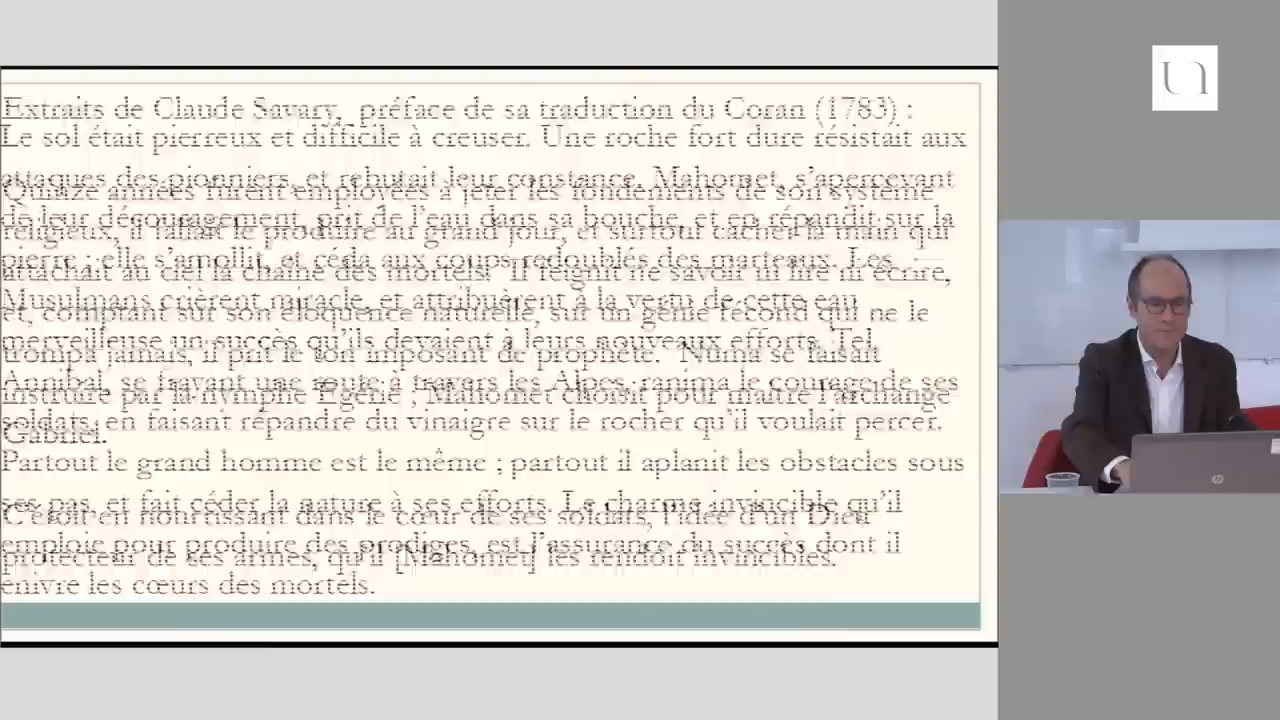 Extraits de Claude Savary, préface de sa traduction du Coran (1783) :
Le sol était pierreux et difficile à creuser. Une roche fort dure résistait aux
attaques des pionniers, et rebutait leur constance. Mahomet, s'apercevant
Quinze années furent employées à jeter les fondements de son système
de leur découragement, prit de l'eau dans sa bouche, et en répandit sur la
religieux, il fallait le produire au grand jour, et surtout cacher la main qui
pierre ; elle s'amollit, et céda aux coups redoublés des marteaux. Les
attachait au ciel la chaîne des mortels. Il feignit ne savoir ni lire ni écrire,
Musulmans crièrent miracle, et attribuèrent à la vertu de cette eau
et, comptant sur son éloquence naturelle, sur un génie fécond qui ne le
merveilleuse un succès qu'ils devaient à leurs nouveaux efforts. Tel
trompa jamais, il prit le ton imposant de prophète. Numa se faisait
Annibal, se frayant une route à travers les Alpes, ranima le courage de ses
instruire par la nymphe Egérie ; Mahomet choisit pour maître l'archange
soldats, en faisant répandre du vinaigre sur le rocher qu'il voulait percer.
Gabriel.
Partout le grand homme est le même ; partout il aplanit les obstacles sous
ses pas, et fait céder la nature à ses efforts. Le charme invincible qu'il
C'étoit en nourrissant dans le cœur de ses soldats, l'idée d'un Dieu
emploie pour produire des prodiges, est l'assurance du succès dont il
protecteur de ses armes, qu'il [Mahomet] les rendoit invincibles.
enivre les cœurs des mortels.
un
hp